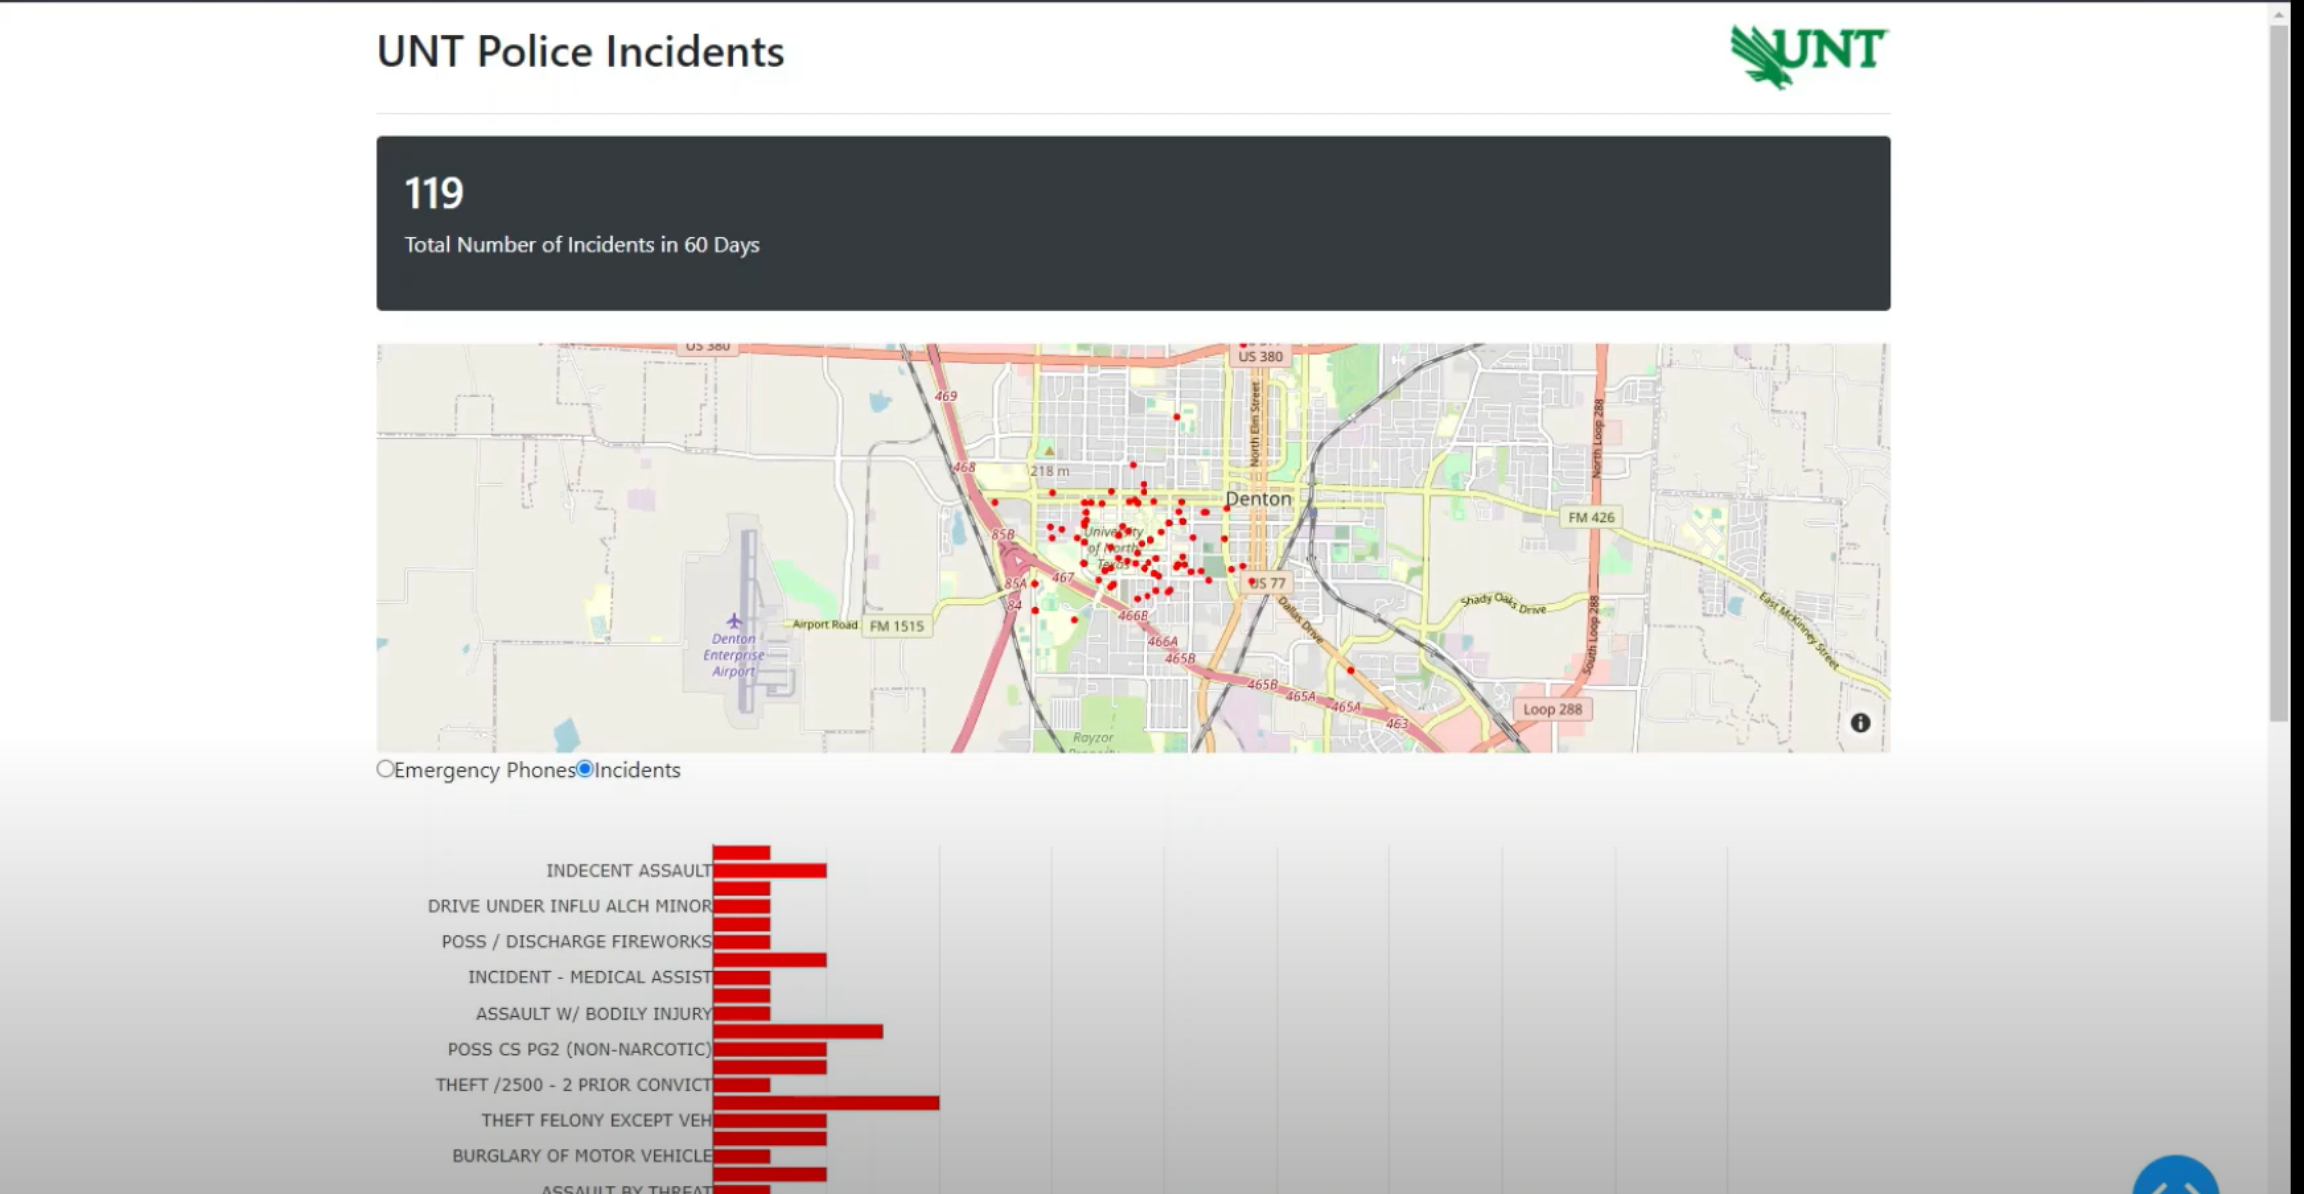 UNT Police Incidents
UNT
119
Total Number of Incidents in 60 Days
US 380
US 380
469
North Elm Street
North Loop 288
468
218 m
Denton
FM 426
85B
University
of North
Texas
467
85A
US 77
84
466B
Shady Oaks Drive
East McKinney Street
Airport Road
FM 1515
Dallas Drive
South Loop 288
Denton
Enterprise
Airport
466A
465B
465B
465A
465A
463
Loop 288
Rayzor
Emergency Phones
Incidents
INDECENT ASSAULT
DRIVE UNDER INFLU ALCH MINOR
POSS / DISCHARGE FIREWORKS
INCIDENT - MEDICAL ASSIST
ASSAULT W/ BODILY INJURY
POSS CS PG2 (NON-NARCOTIC)
THEFT /2500 - 2 PRIOR CONVICT
THEFT FELONY EXCEPT VEH
BURGLARY OF MOTOR VEHICLE
ASSAULT BY THREAT